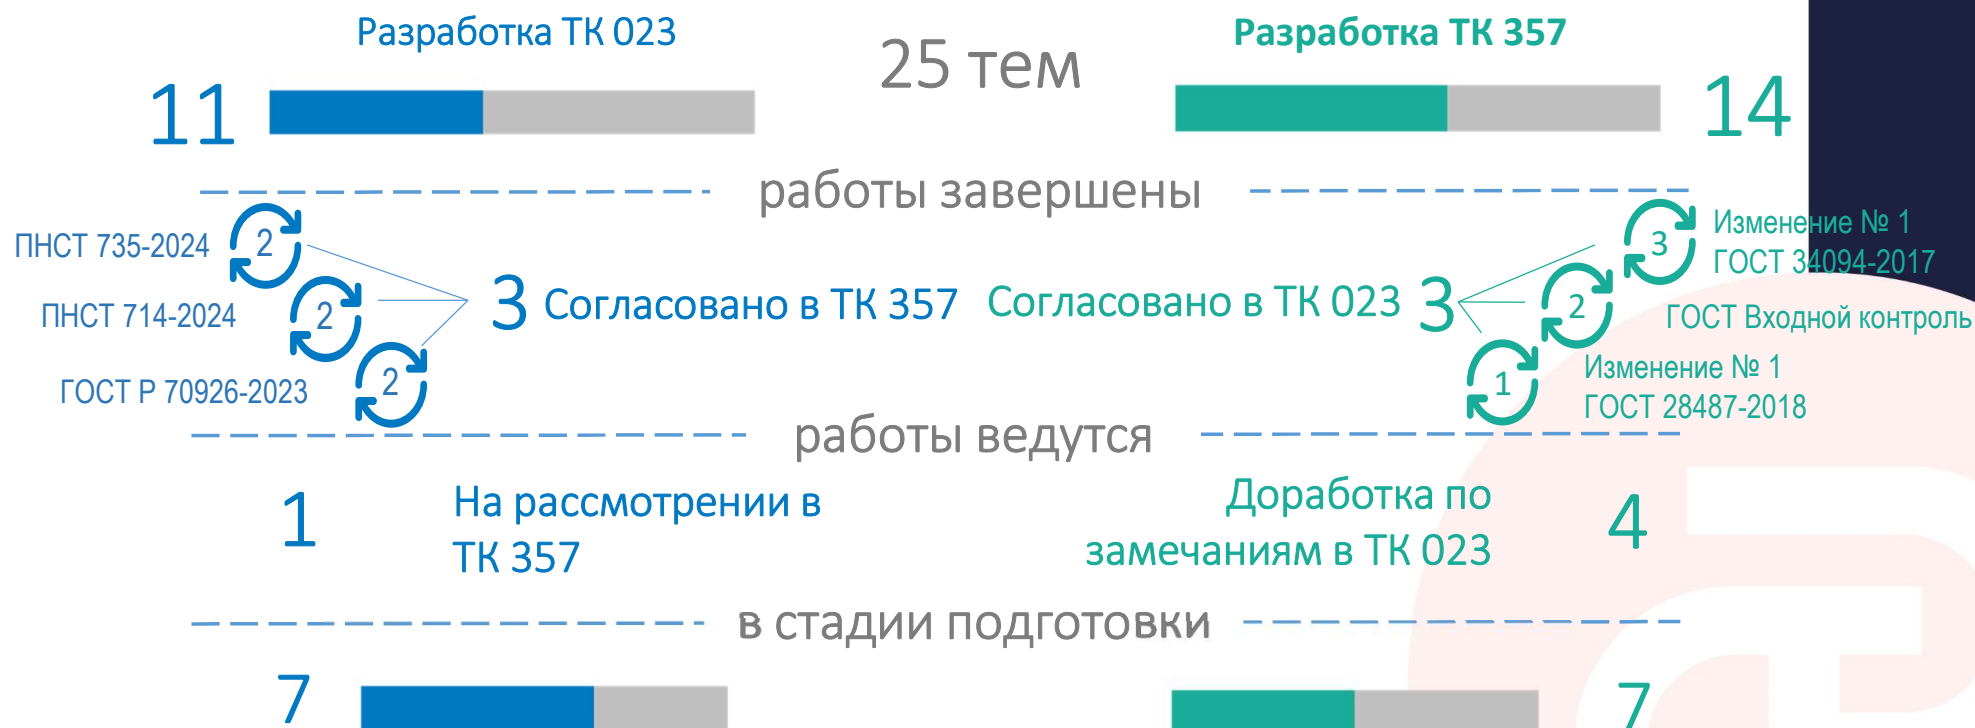 Разработка ТК 023
25 тем
Разработка ТК 357
11
14
работы завершены
ПНСТ 735-2024
2
ПНСТ 714-2024
2
ГОСТ Р 70926-2023
2
3 Согласовано в ТК 357
Согласовано в ТК 023 3
3
Изменение № 1
ГОСТ 34094-2017
2
ГОСТ Входной контроль
1
Изменение № 1
ГОСТ 28487-2018
работы ведутся
1
На рассмотрении в
ТК 357
Доработка по
замечаниям в ТК 023
4
в стадии подготовки
7
7